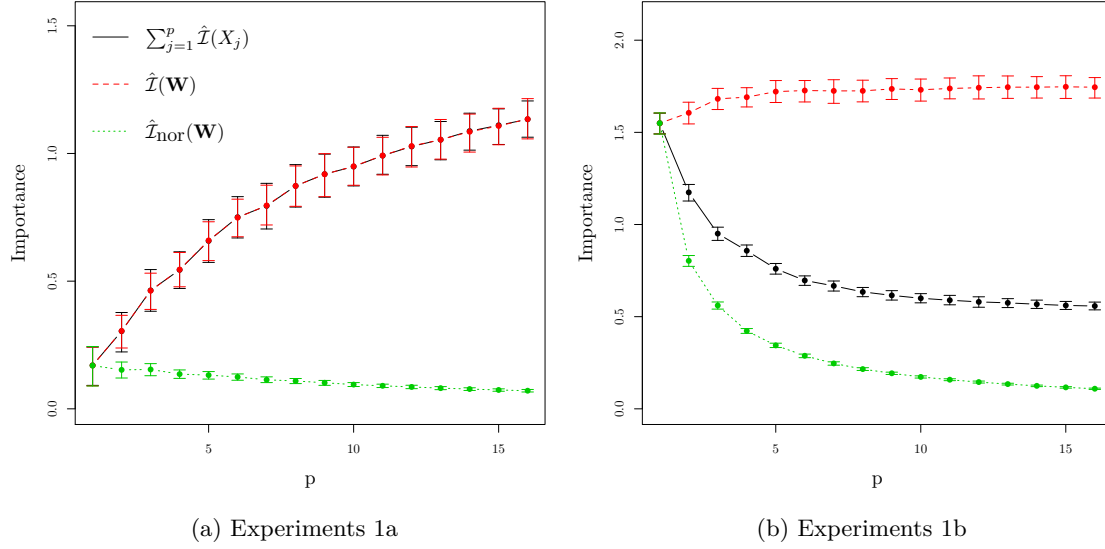 1.5
1.0
0.5
0.0
Importance
∑_{j=1}^{p} Î(X_j)
Î(W)
Î_nor(W)
5
10
15
p
(a) Experiments 1a
2.0
1.5
1.0
0.5
0.0
Importance
5
10
15
p
(b) Experiments 1b